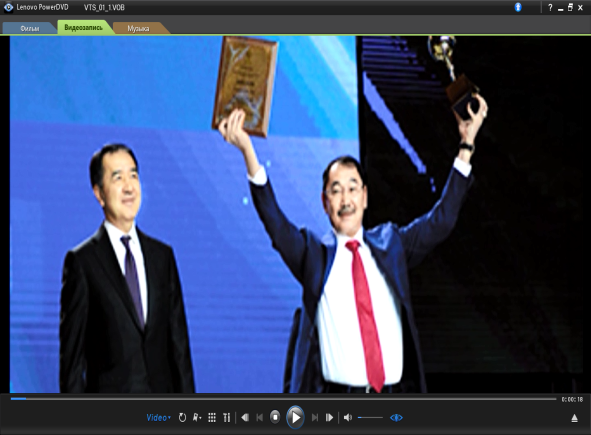 Lenovo PowerDVD VTS_01_1.VOB
?
Фильм Видеозапись Музыка
0:00:18
Video